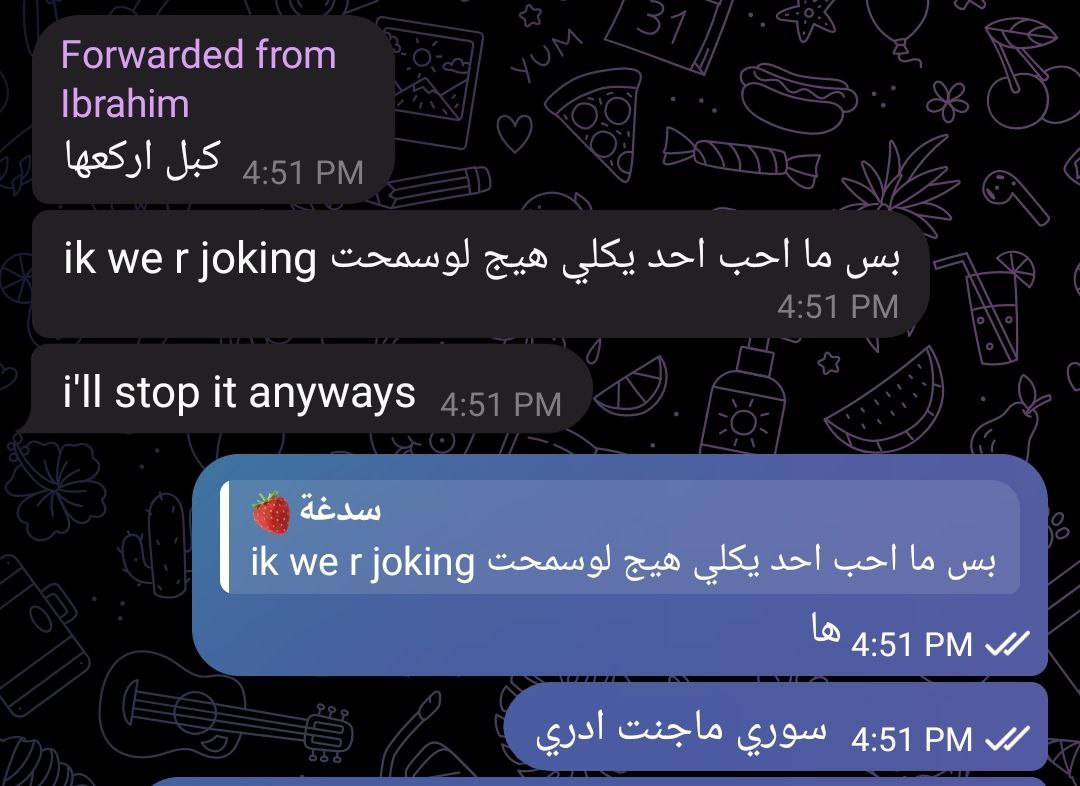 YUM
31
Forwarded from
Ibrahim
كبل اركعها 4:51 PM
ik we r joking بس ما احب احد يكلي هيج لوسمحت
4:51 PM
i'll stop it anyways 4:51 PM
سدغة 🍓
ik we r joking بس ما احب احد يكلي هيج لوسمحت
ها 4:51 PM
سوري ماجنت ادري 4:51 PM